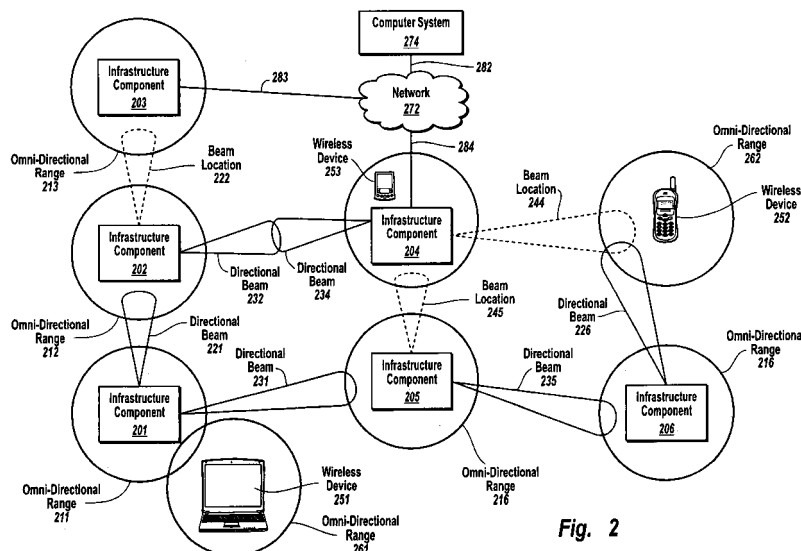 Computer System
274
282
Infrastructure
Component
203
283
Network
272
284
Omni-Directional
Range
213
Beam
Location
222
Wireless
Device
253
Omni-Directional
Range
262
Beam
Location
244
Wireless
Device
252
Infrastructure
Component
202
Infrastructure
Component
204
Directional
Beam
232
Directional
Beam
234
Omni-Directional
Range
212
Directional
Beam
221
Beam
Location
245
Directional
Beam
226
Directional
Beam
231
Directional
Beam
235
Omni-Directional
Range
216
Infrastructure
Component
201
Infrastructure
Component
205
Infrastructure
Component
206
Omni-Directional
Range
211
Wireless
Device
251
Omni-Directional
Range
216
Omni-Directional
Range
261
Fig. 2